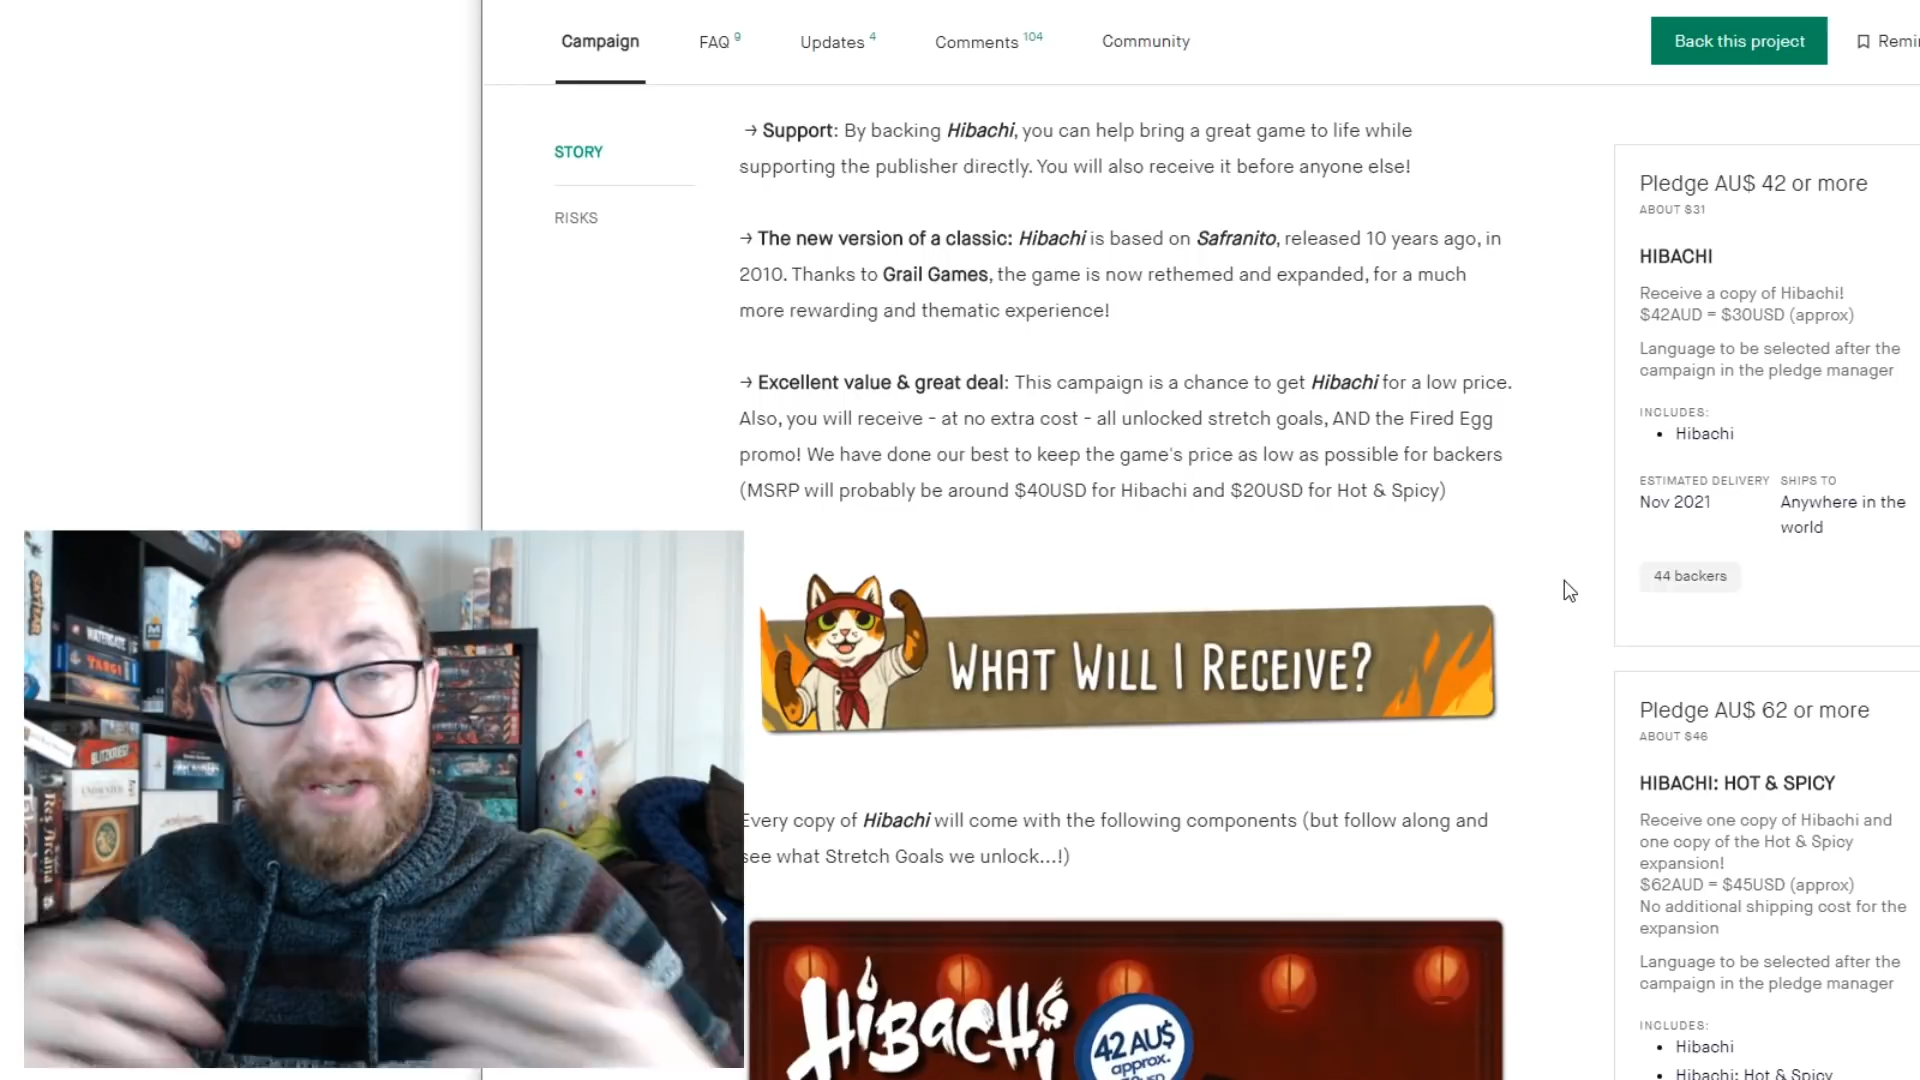 Campaign
FAQ 9
Updates 4
Comments 104
Community
Back this project
STORY
RISKS
→ Support: By backing Hibachi, you can help bring a great game to life while
supporting the publisher directly. You will also receive it before anyone else!
→ The new version of a classic: Hibachi is based on Safranito, released 10 years ago, in
2010. Thanks to Grail Games, the game is now rethemed and expanded, for a much
more rewarding and thematic experience!
→ Excellent value & great deal: This campaign is a chance to get Hibachi for a low price.
Also, you will receive - at no extra cost - all unlocked stretch goals, AND the Fired Egg
promo! We have done our best to keep the game's price as low as possible for backers
(MSRP will probably be around $40USD for Hibachi and $20USD for Hot & Spicy)
WHAT WILL I RECEIVE?
Every copy of Hibachi will come with the following components (but follow along and
see what Stretch Goals we unlock...!)
HIBACHI
42 AU$
approx.
Pledge AU$ 42 or more
ABOUT $31
HIBACHI
Receive a copy of Hibachi!
$42AUD = $30USD (approx)
Language to be selected after the
campaign in the pledge manager
INCLUDES:
• Hibachi
ESTIMATED DELIVERY
Nov 2021
SHIPS TO
Anywhere in the
world
44 backers
Pledge AU$ 62 or more
ABOUT $46
HIBACHI: HOT & SPICY
Receive one copy of Hibachi and
one copy of the Hot & Spicy
expansion!
$62AUD = $45USD (approx)
No additional shipping cost for the
expansion
Language to be selected after the
campaign in the pledge manager
INCLUDES:
• Hibachi
• Hibachi: Hot & Spicy
WATERGATE
TARGI
BLITZKRIEG
Res Arcana